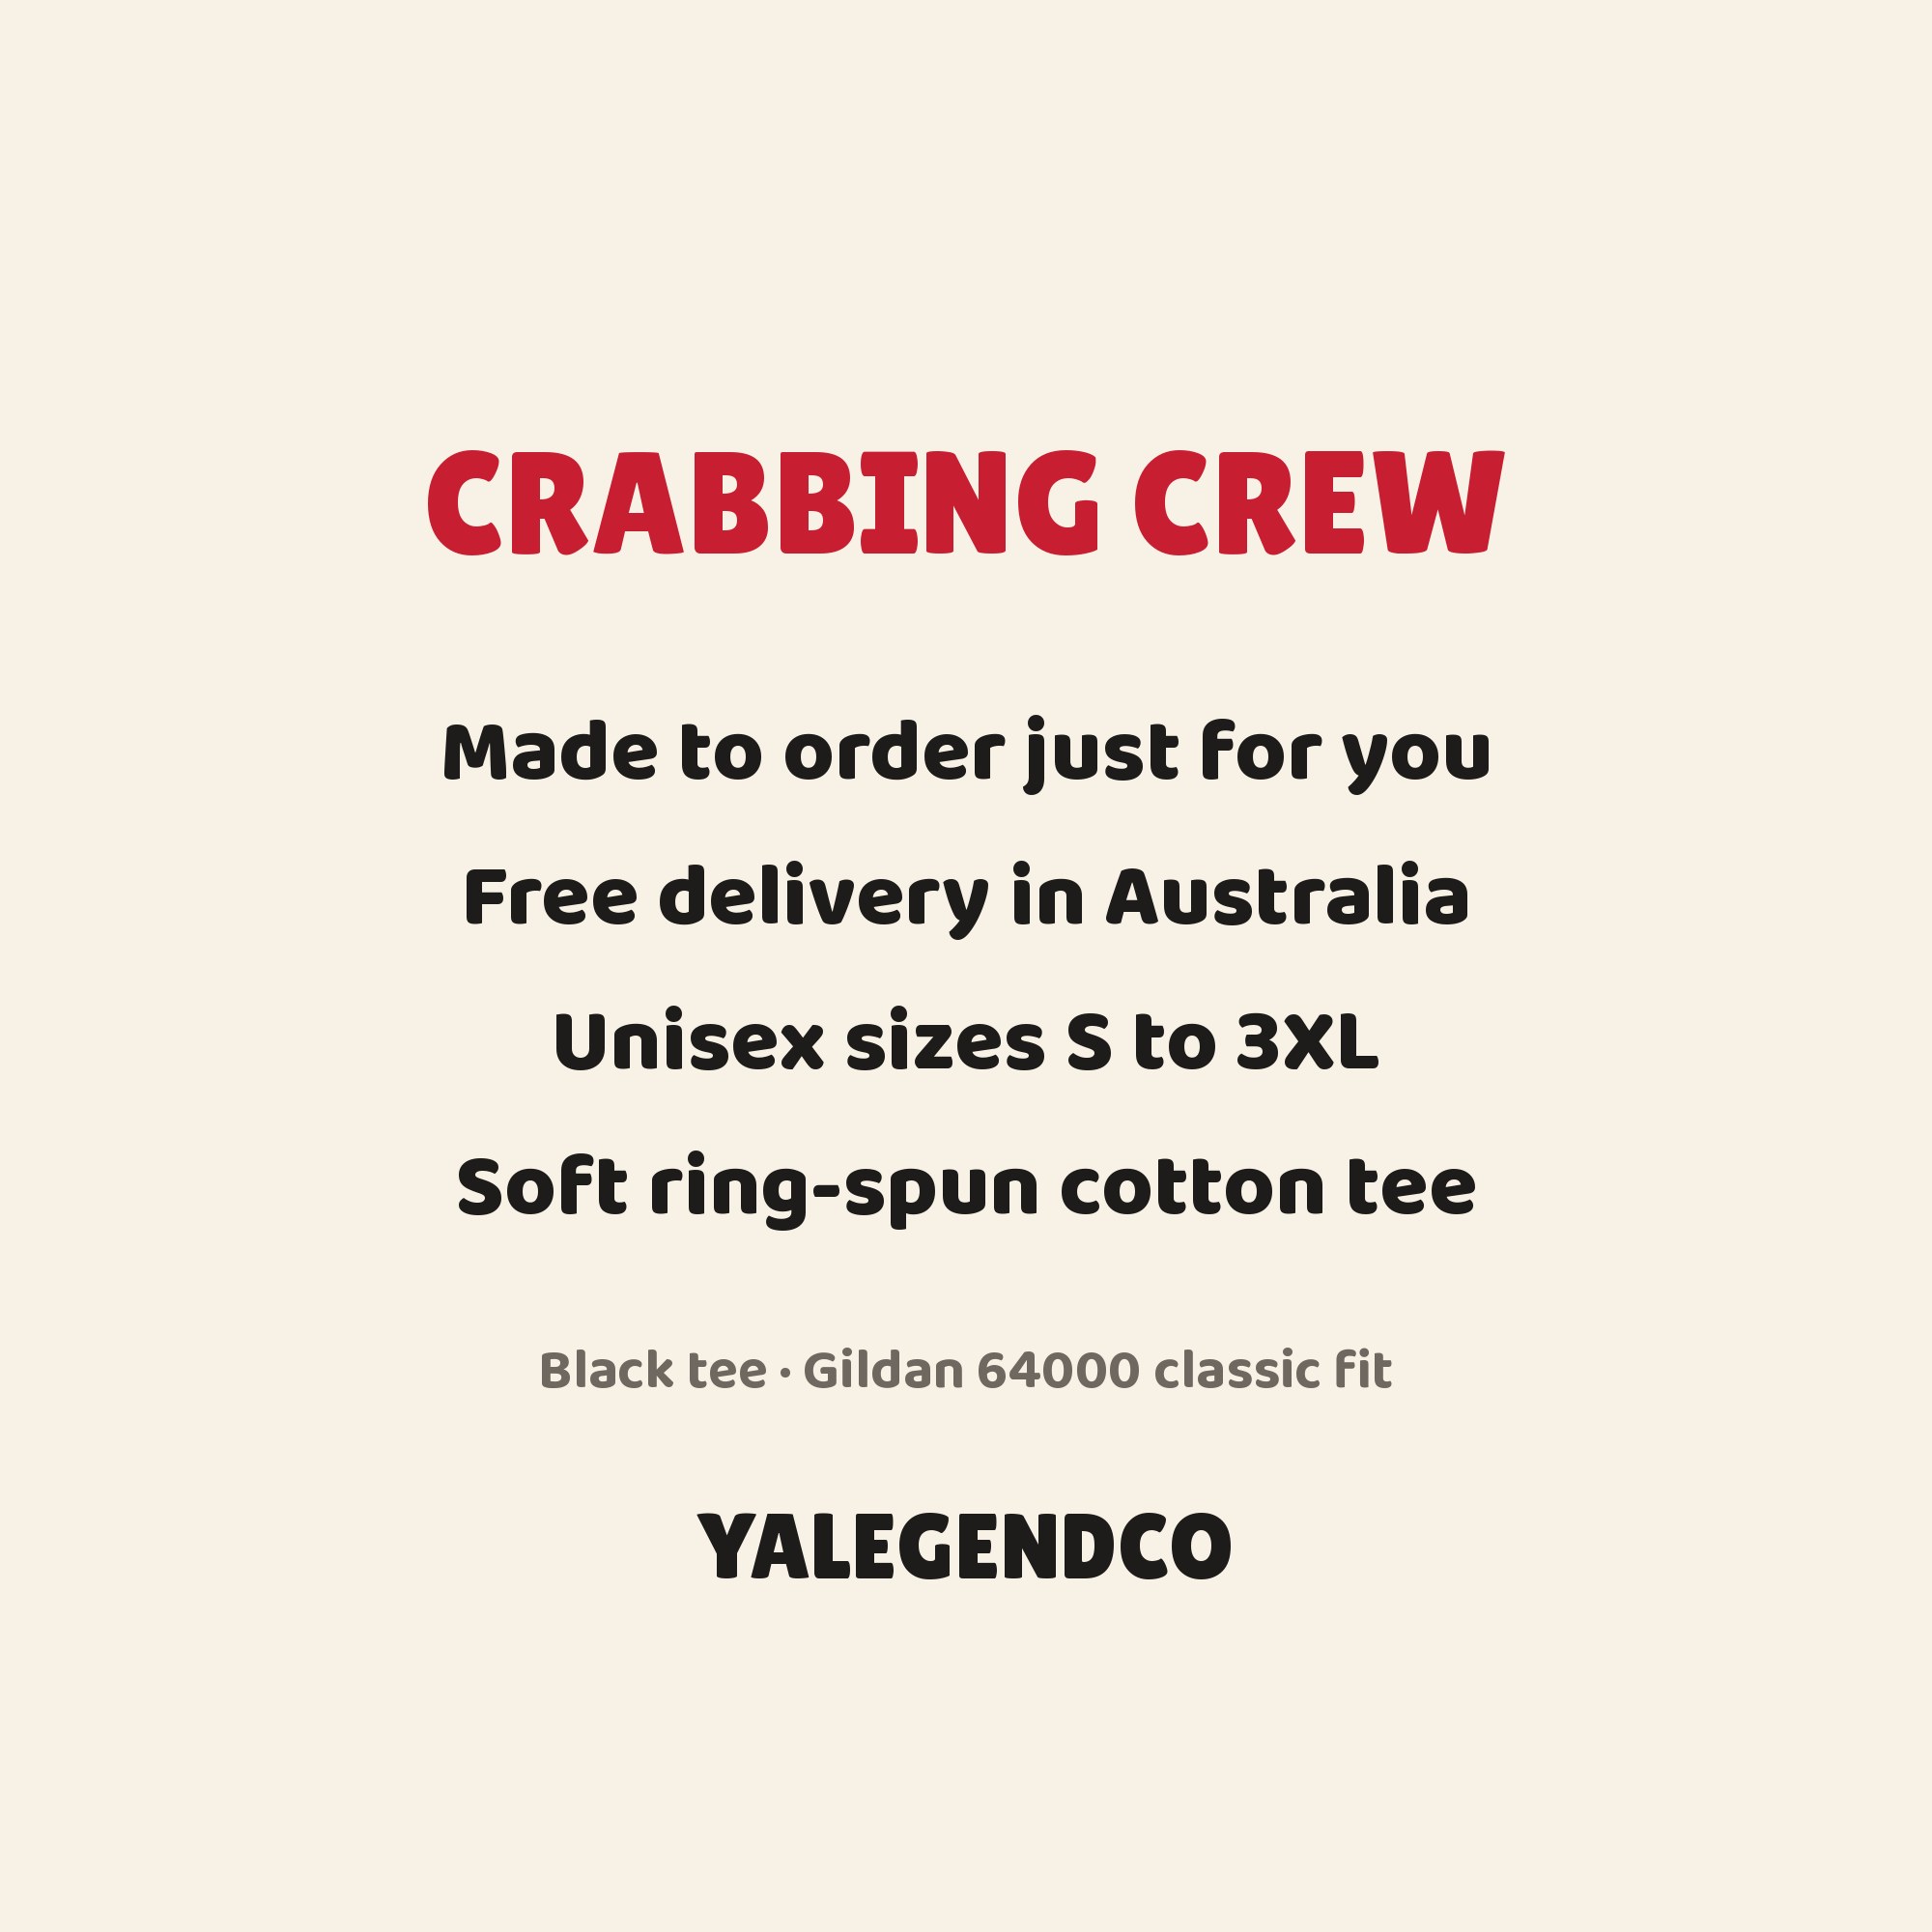 CRABBING CREW
Made to order just for you
Free delivery in Australia
Unisex sizes S to 3XL
Soft ring-spun cotton tee
Black tee • Gildan 64000 classic fit
YALEGENDCO